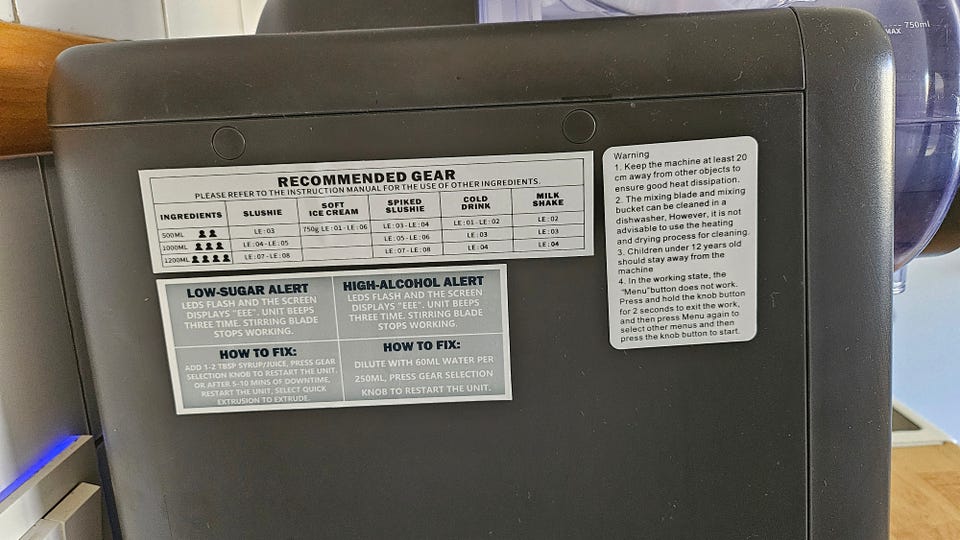 MAX 750ml
RECOMMENDED GEAR
PLEASE REFER TO THE INSTRUCTION MANUAL FOR THE USE OF OTHER INGREDIENTS.
INGREDIENTS SLUSHIE SOFT ICE CREAM SPIKED SLUSHIE COLD DRINK MILK SHAKE
500ML LE:03 750g LE:01-LE:06 LE:03-LE:04 LE:01-LE:02 LE:02
1000ML LE:04-LE:05 LE:05-LE:06 LE:03 LE:03
1200ML LE:07-LE:08 LE:07-LE:08 LE:04 LE:04
LOW-SUGAR ALERT
LEDS FLASH AND THE SCREEN
DISPLAYS "EEE". UNIT BEEPS
THREE TIME. STIRRING BLADE
STOPS WORKING.
HIGH-ALCOHOL ALERT
LEDS FLASH AND THE SCREEN
DISPLAYS "EEE". UNIT BEEPS
THREE TIME. STIRRING BLADE
STOPS WORKING.
HOW TO FIX:
ADD 1-2 TBSP SYRUP/JUICE, PRESS GEAR
SELECTION KNOB TO RESTART THE UNIT.
OR AFTER 5-10 MINS OF DOWNTIME,
RESTART THE UNIT, SELECT QUICK
EXTRUSION TO EXTRUDE.
HOW TO FIX:
DILUTE WITH 60ML WATER PER
250ML, PRESS GEAR SELECTION
KNOB TO RESTART THE UNIT.
Warning
1. Keep the machine at least 20
cm away from other objects to
ensure good heat dissipation.
2. The mixing blade and mixing
bucket can be cleaned in a
dishwasher, However, it is not
advisable to use the heating
and drying process for cleaning.
3. Children under 12 years old
should stay away from the
machine
4. In the working state, the
"Menu"button does not work.
Press and hold the knob button
for 2 seconds to exit the work,
and then press Menu again to
select other menus and then
press the knob button to start.